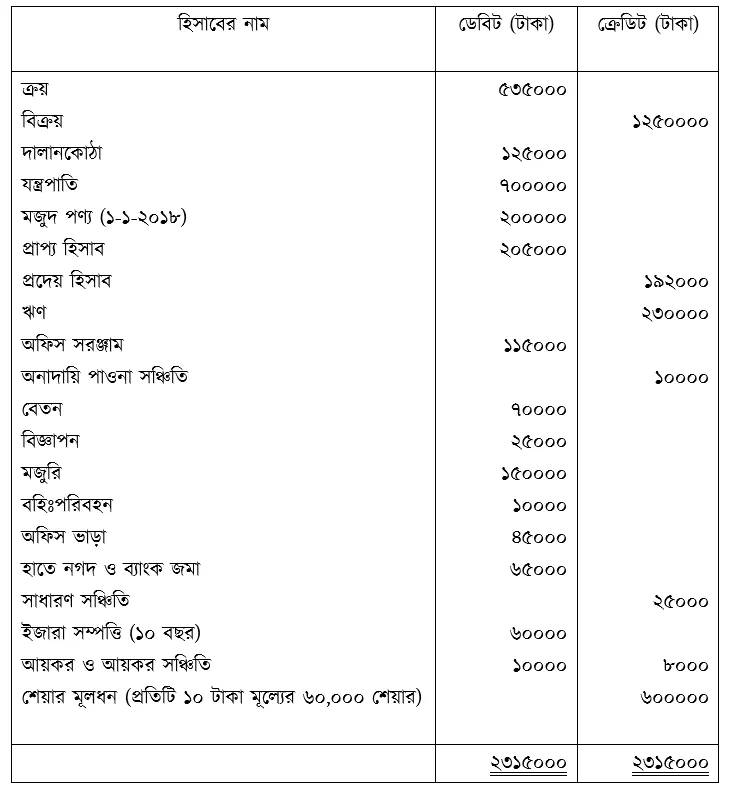 হিসাবের নাম ডেবিট (টাকা) ক্রেডিট (টাকা)
ক্রয় ৫৩৫০০০
বিক্রয় ১২৫০০০০
দালানকোঠা ১২৫০০০
যন্ত্রপাতি ৭০০০০০
মজুদ পণ্য (১-১-২০১৮) ২০০০০০
প্রাপ্য হিসাব ২০৫০০০
প্রদেয় হিসাব ১৯২০০০
ঋণ ২৩০০০০
অফিস সরঞ্জাম ১১৫০০০
অনাদায়ি পাওনা সঞ্চিতি ১০০০০
বেতন ৭০০০০
বিজ্ঞাপন ২৫০০০
মজুরি ১৫০০০০
বহিঃপরিবহন ১০০০০
অফিস ভাড়া ৪৫০০০
হাতে নগদ ও ব্যাংক জমা ৬৫০০০
সাধারণ সঞ্চিতি ২৫০০০
ইজারা সম্পত্তি (১০ বছর) ৬০০০০
আয়কর ও আয়কর সঞ্চিতি ১০০০০ ৮০০০
শেয়ার মূলধন (প্রতিটি ১০ টাকা মূল্যের ৬০,০০০ শেয়ার) ৬০০০০০
২৩১৫০০০ ২৩১৫০০০